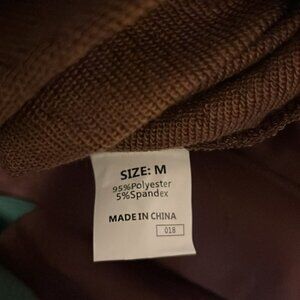 SIZE: M
95%Polyester
5%Spandex
MADE IN CHINA
018